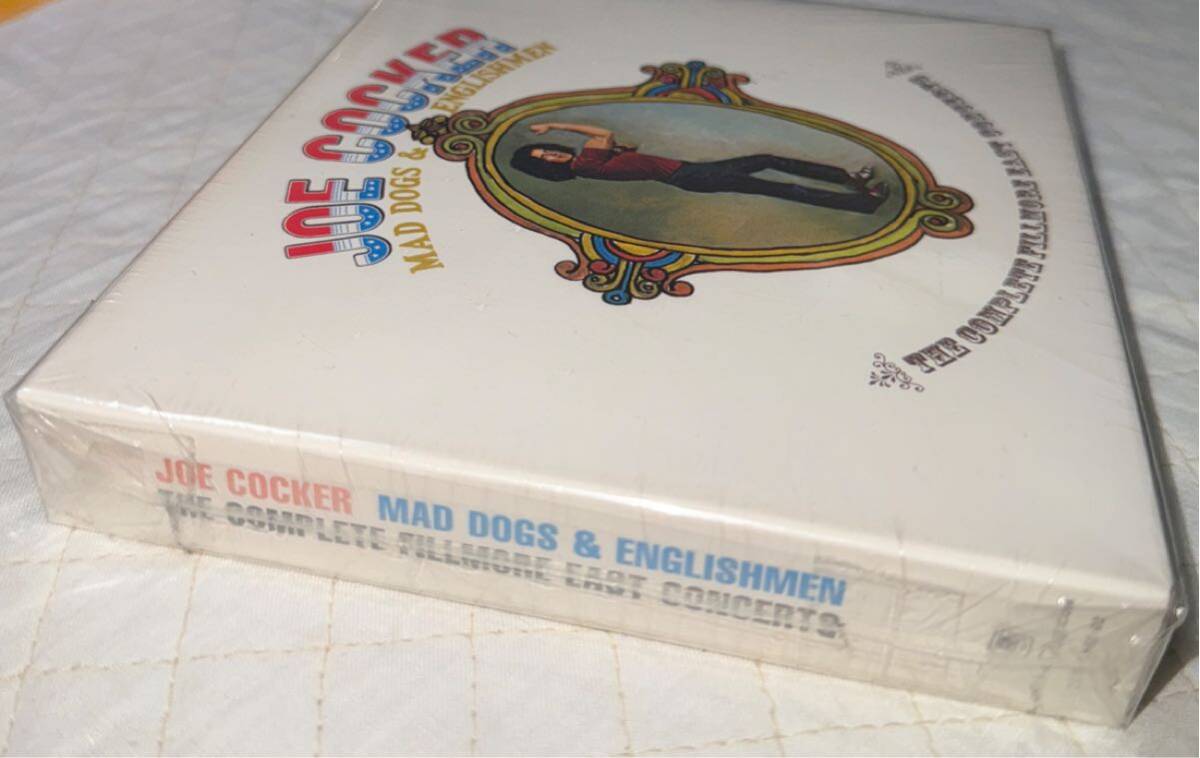 JOE COCKER
MAD DOGS & ENGLISHMEN
THE COMPLETE FILLMORE EAST CONCERTS
JOE COCKER MAD DOGS & ENGLISHMEN
THE COMPLETE FILLMORE EAST CONCERTS